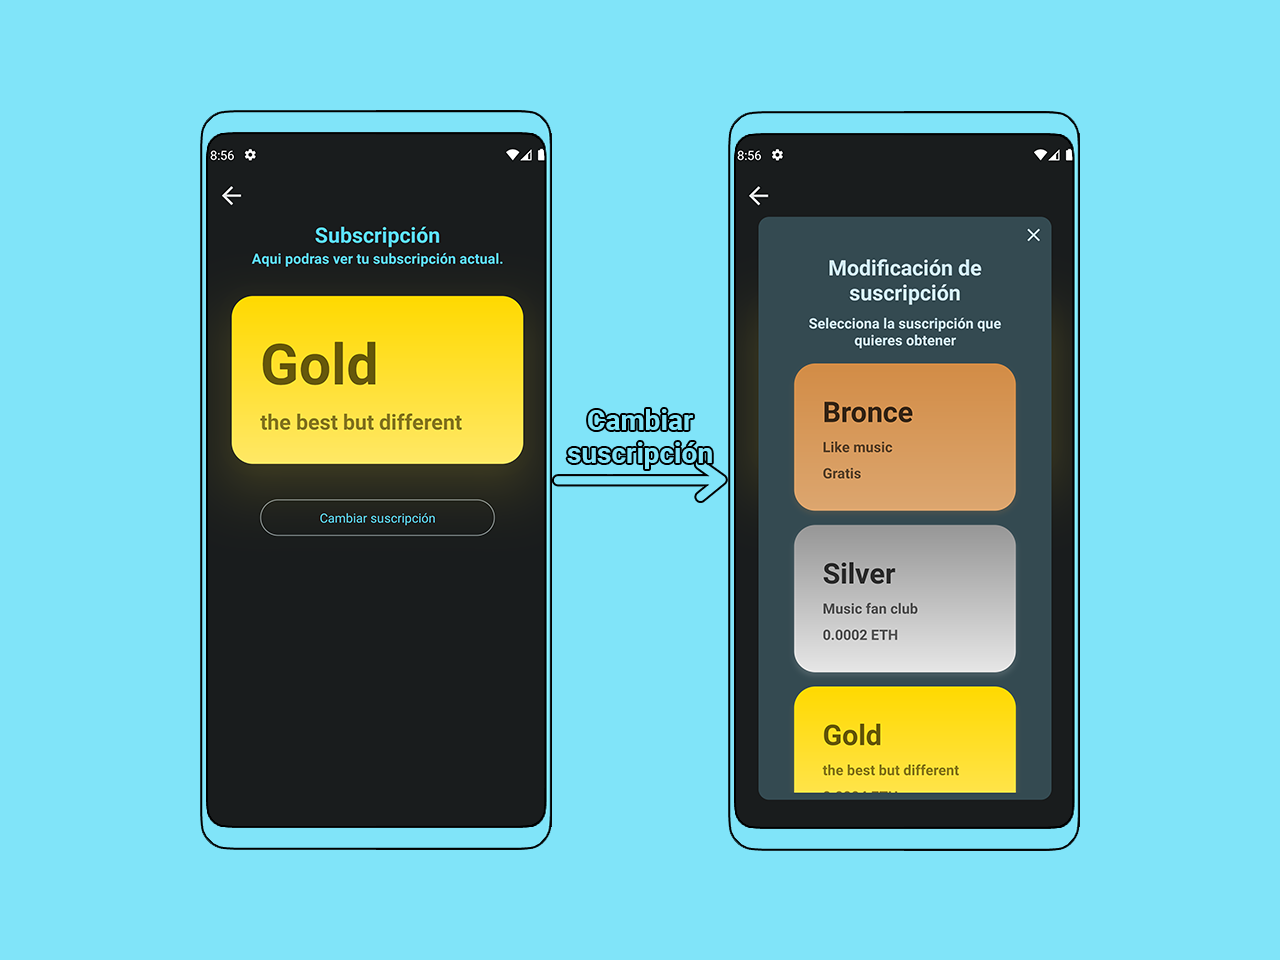 8:56
Subscripción
Aqui podras ver tu subscripción actual.
Gold
the best but different
Cambiar suscripción
Cambiar
suscripción
8:56
Modificación de
suscripción
Selecciona la suscripción que
quieres obtener
Bronce
Like music
Gratis
Silver
Music fan club
0.0002 ETH
Gold
the best but different